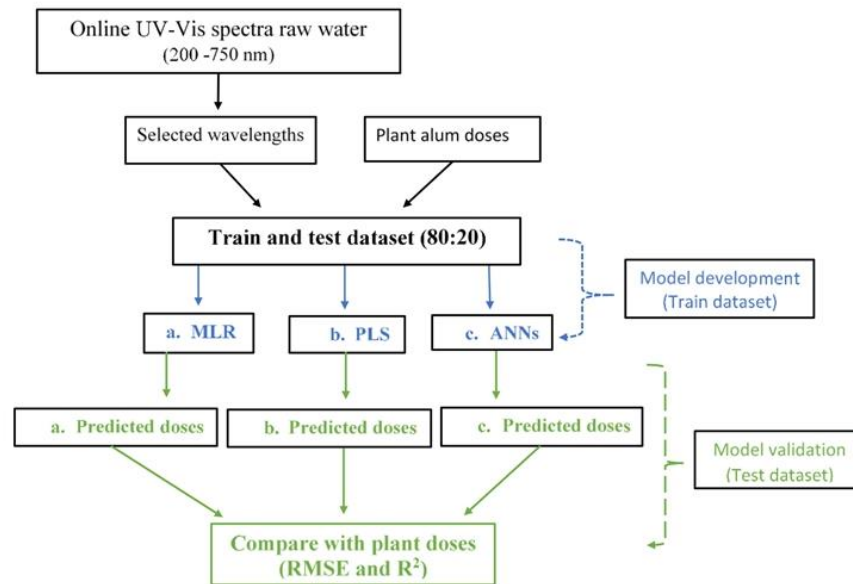 Online UV-Vis spectra raw water
(200 -750 nm)
Selected wavelengths
Plant alum doses
Train and test dataset (80:20)
Model development
(Train dataset)
a. MLR
b. PLS
c. ANNs
a. Predicted doses
b. Predicted doses
c. Predicted doses
Model validation
(Test dataset)
Compare with plant doses
(RMSE and R²)